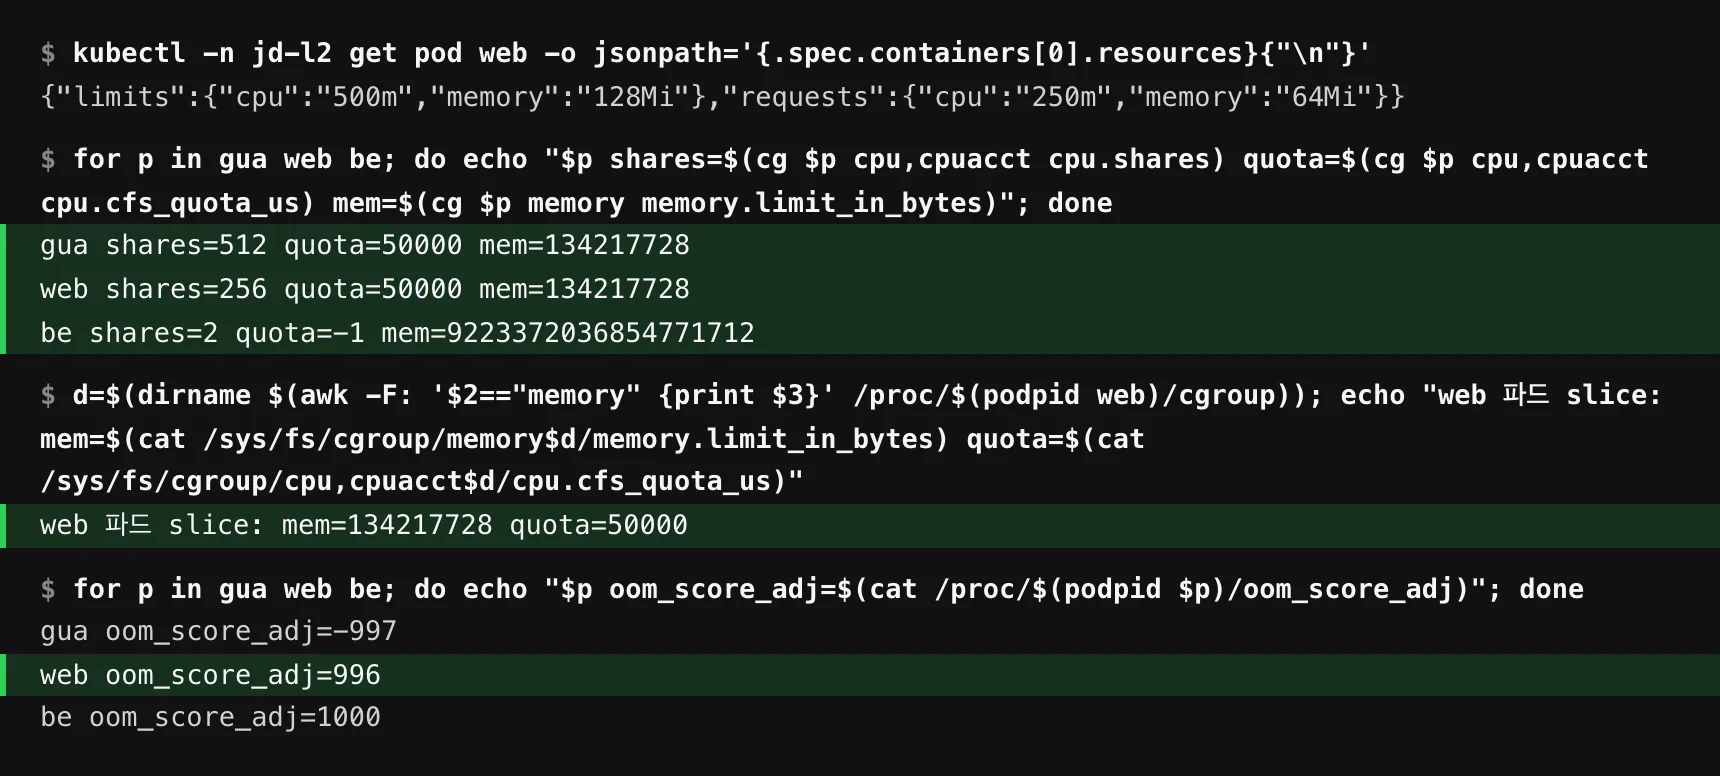 $ kubectl -n jd-l2 get pod web -o jsonpath='{.spec.containers[0].resources}{"\n"}'
{"limits":{"cpu":"500m","memory":"128Mi"},"requests":{"cpu":"250m","memory":"64Mi"}}
$ for p in gua web be; do echo "$p shares=$(cg $p cpu,cpuacct cpu.shares) quota=$(cg $p cpu,cpuacct
cpu.cfs_quota_us) mem=$(cg $p memory memory.limit_in_bytes)"; done
gua shares=512 quota=50000 mem=134217728
web shares=256 quota=50000 mem=134217728
be shares=2 quota=-1 mem=9223372036854771712
$ d=$(dirname $(awk -F: '$2=="memory" {print $3}' /proc/$(podpid web)/cgroup)); echo "web 파드 slice:
mem=$(cat /sys/fs/cgroup/memory$d/memory.limit_in_bytes) quota=$(cat
/sys/fs/cgroup/cpu,cpuacct$d/cpu.cfs_quota_us)"
web 파드 slice: mem=134217728 quota=50000
$ for p in gua web be; do echo "$p oom_score_adj=$(cat /proc/$(podpid $p)/oom_score_adj)"; done
gua oom_score_adj=-997
web oom_score_adj=996
be oom_score_adj=1000